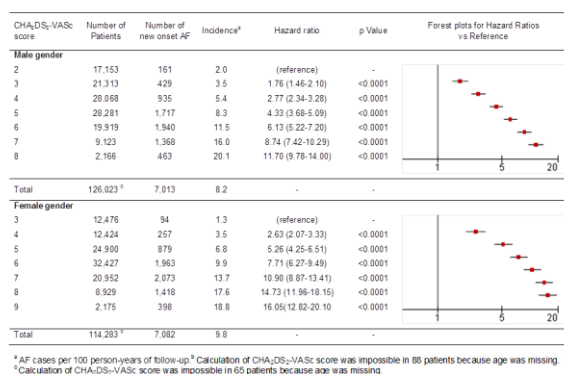 CHA2DS2-VASc score Number of Patients Number of new onset AF Incidence^a Hazard ratio p Value Forest plots for Hazard Ratios vs Reference
Male gender
2 17,153 161 2.0 (reference) -
3 21,313 429 3.5 1.76 (1.46-2.10) <0.0001
4 28,068 935 5.4 2.77 (2.34-3.28) <0.0001
5 28,281 1,717 8.3 4.33 (3.68-5.09) <0.0001
6 19,919 1,940 11.5 6.13 (5.22-7.20) <0.0001
7 9,123 1,368 16.0 8.74 (7.42-10.29) <0.0001
8 2,166 463 20.1 11.70 (9.78-14.00) <0.0001
1 5 20
Total 126,023 7,013 8.2 - -
Female gender
3 12,476 94 1.3 (reference) -
4 12,424 257 3.5 2.63 (2.07-3.33) <0.0001
5 24,900 879 6.8 5.26 (4.25-6.51) <0.0001
6 32,427 1,963 9.9 7.71 (6.27-9.49) <0.0001
7 20,952 2,073 13.7 10.90 (8.87-13.41) <0.0001
8 8,929 1,418 17.6 14.73 (11.96-18.15) <0.0001
9 2,175 398 18.8 16.05(12.82-20.10 <0.0001
1 5 20
Total 114,283 7,082 9.8 - -
^a AF cases per 100 person-years of follow-up.^b Calculation of CHA2DS2-VASc score was impossible in 88 patients because age was missing.
^c Calculation of CHA2DS2-VASc score was impossible in 65 patients because age was missing.